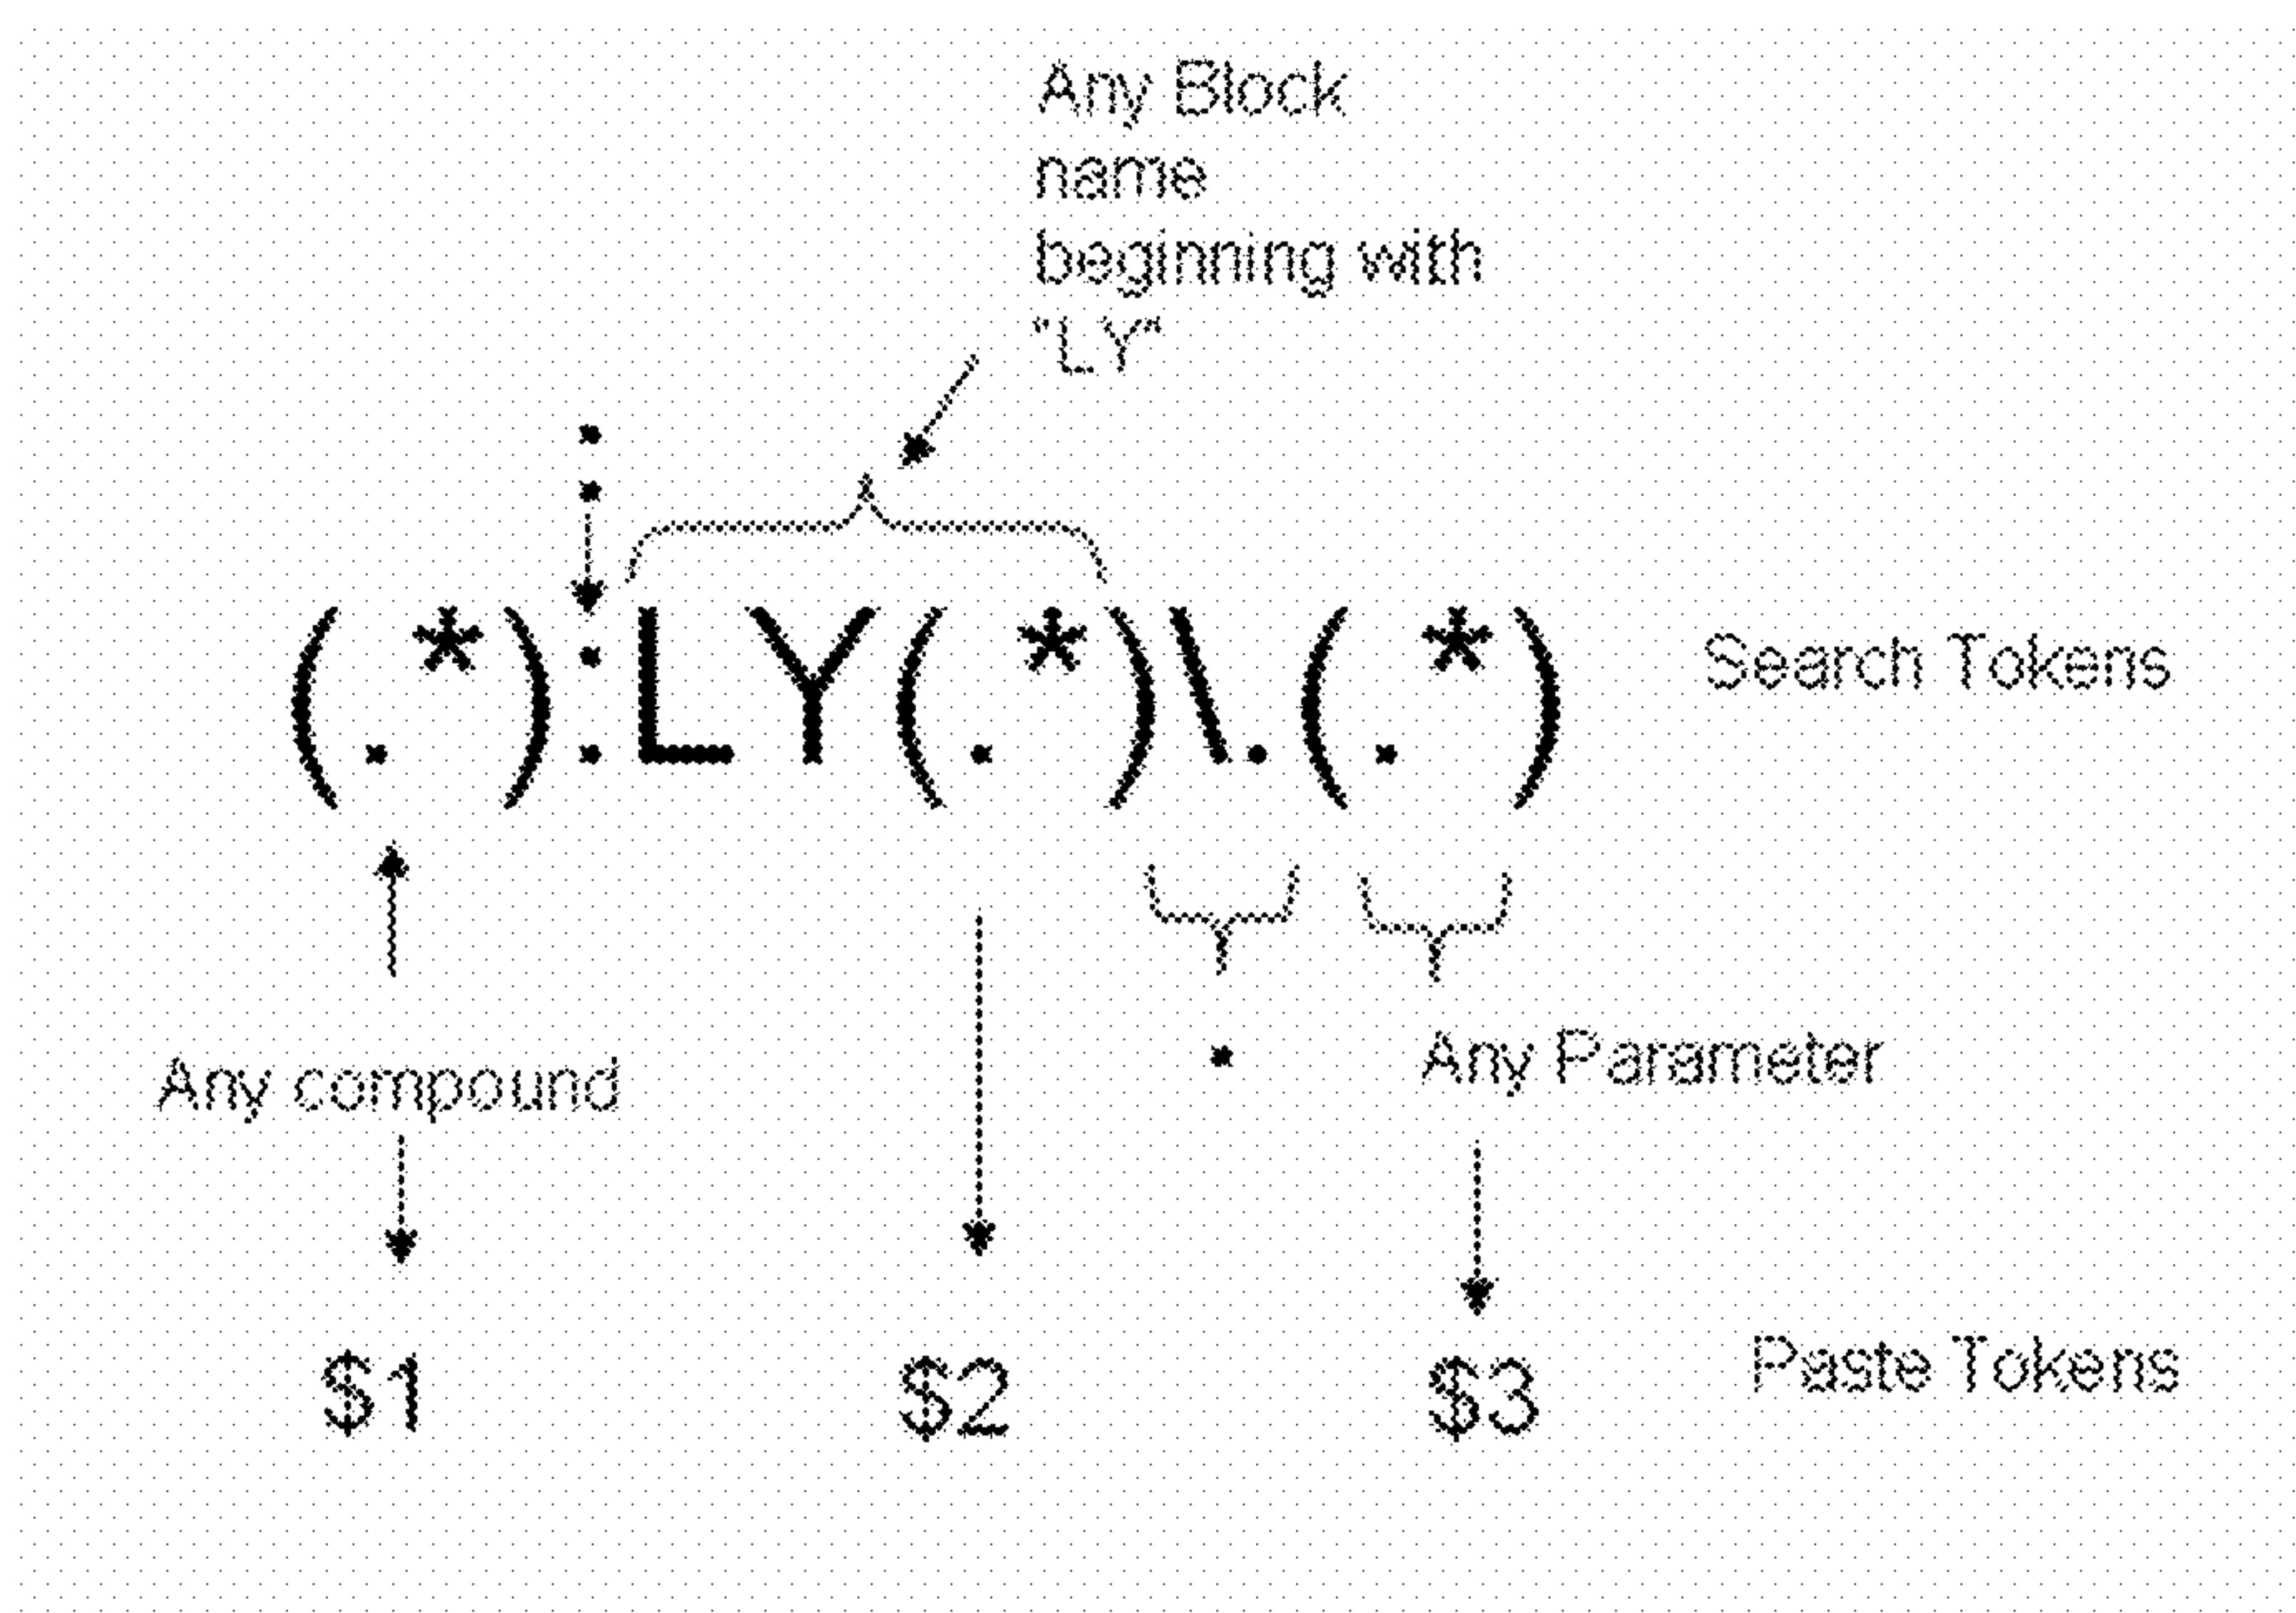 Any Block
name
beginning with
"LY"
:
(.*):LY(.*)\.(.*)
Search Tokens
.
Any Parameter
Any compound
$1
$2
$3
Paste Tokens